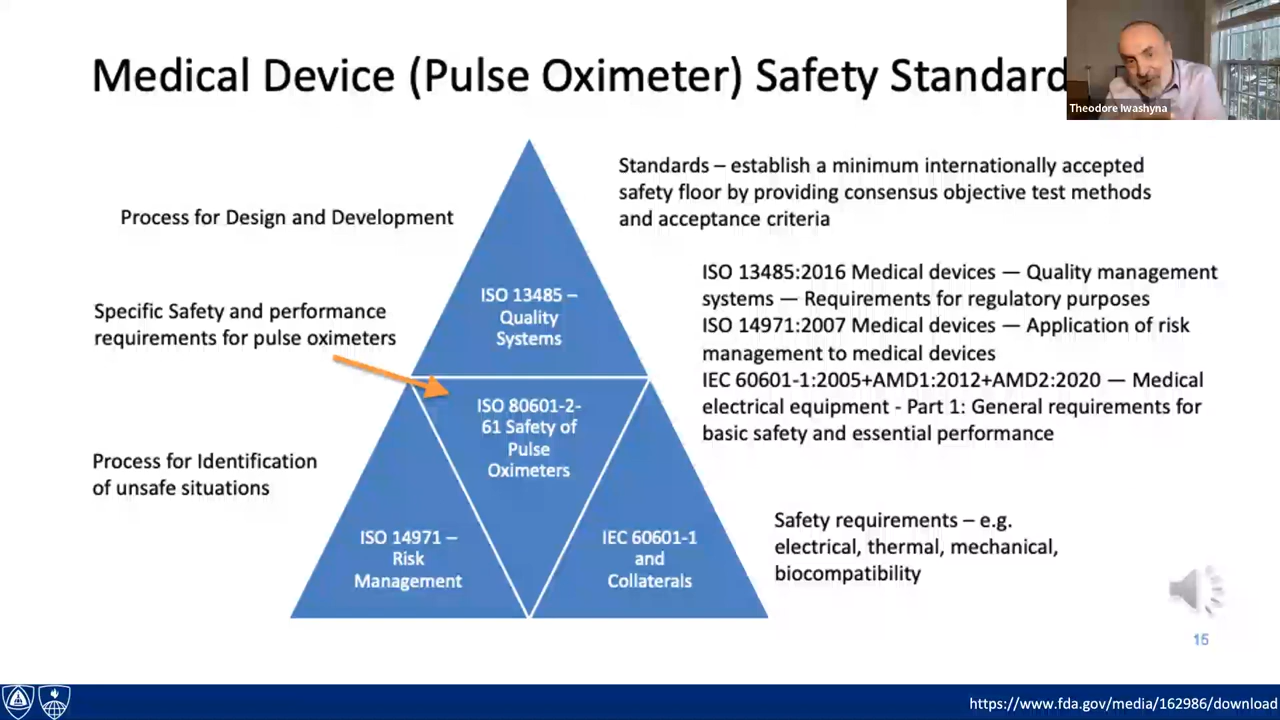 Medical Device (Pulse Oximeter) Safety Standard
Theodore Iwashyna
Process for Design and Development
Specific Safety and performance
requirements for pulse oximeters
Process for Identification
of unsafe situations
ISO 13485 –
Quality
Systems
ISO 80601-2-
61 Safety of
Pulse
Oximeters
ISO 14971 –
Risk
Management
IEC 60601-1
and
Collaterals
Standards – establish a minimum internationally accepted
safety floor by providing consensus objective test methods
and acceptance criteria
ISO 13485:2016 Medical devices — Quality management
systems — Requirements for regulatory purposes
ISO 14971:2007 Medical devices — Application of risk
management to medical devices
IEC 60601-1:2005+AMD1:2012+AMD2:2020 — Medical
electrical equipment - Part 1: General requirements for
basic safety and essential performance
Safety requirements – e.g.
electrical, thermal, mechanical,
biocompatibility
15
https://www.fda.gov/media/162986/download